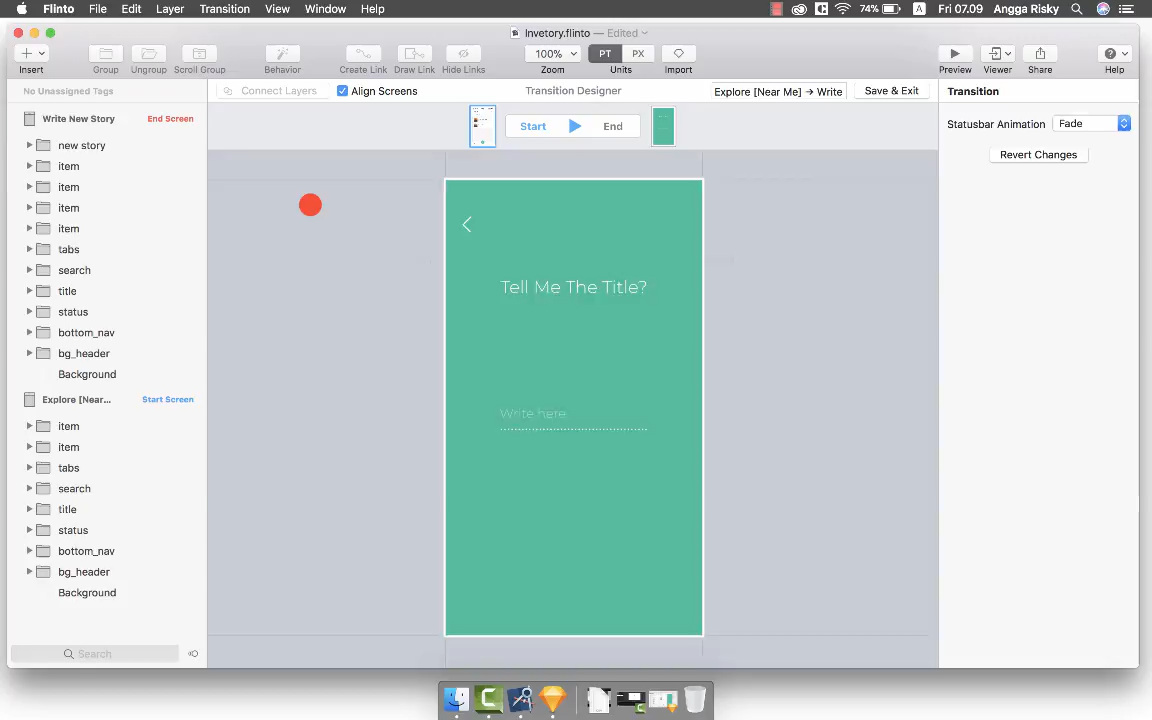 Flinto File Edit Layer Transition View Window Help 74% A Fri 07.09 Angga Risky
Invetory.flinto — Edited
100% PT PX
Insert Group Ungroup Scroll Group Behavior Create Link Draw Link Hide Links Zoom Units Import Preview Viewer Share Help
No Unassigned Tags Connect Layers Align Screens Transition Designer Explore [Near Me] → Write Save & Exit Transition
Write New Story End Screen
Start End
Statusbar Animation Fade
Revert Changes
new story
item
item
item
item
tabs
search
title
status
bottom_nav
bg_header
Background
Explore [Near... Start Screen
item
item
tabs
search
title
status
bottom_nav
bg_header
Background
Search
Tell Me The Title?
Write here